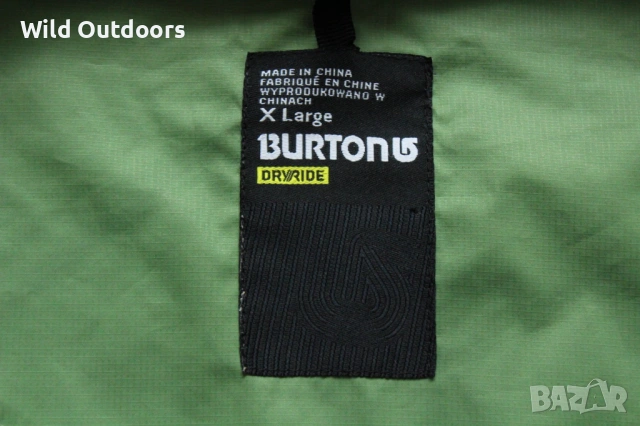 Wild Outdoors
MADE IN CHINA
FABRIQUÉ EN CHINE
WYPRODUKOWANO W
CHINACH
X Large
BURTON
DRYRIDE
BAZAR